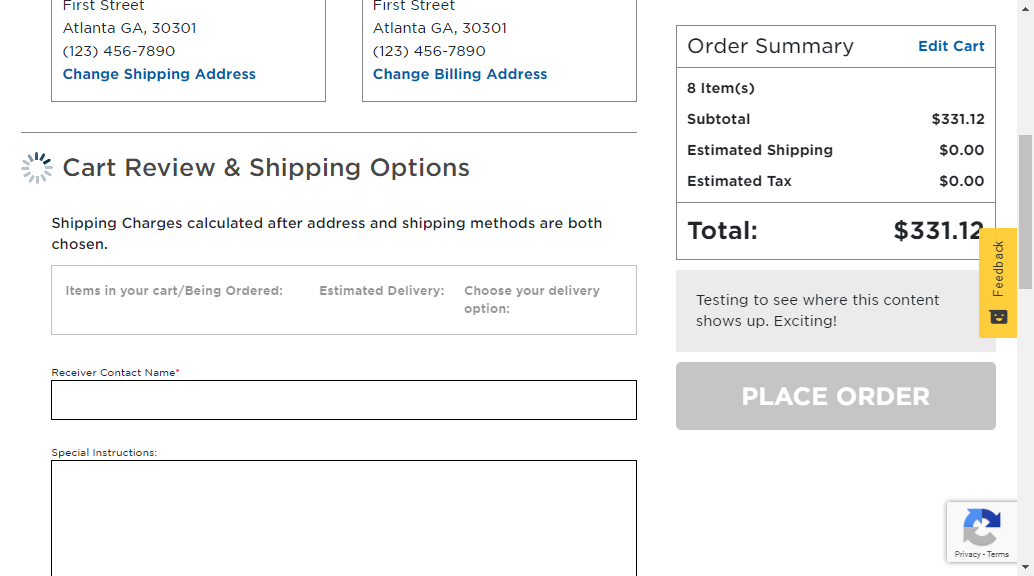 First Street
Atlanta GA, 30301
(123) 456-7890
Change Shipping Address
First Street
Atlanta GA, 30301
(123) 456-7890
Change Billing Address
Cart Review & Shipping Options
Shipping Charges calculated after address and shipping methods are both
chosen.
Items in your cart/Being Ordered:
Estimated Delivery:
Choose your delivery
option:
Receiver Contact Name*
Special Instructions:
Order Summary
Edit Cart
8 Item(s)
Subtotal $331.12
Estimated Shipping $0.00
Estimated Tax $0.00
Total: $331.12
Feedback
Testing to see where this content
shows up. Exciting!
PLACE ORDER
Privacy - Terms